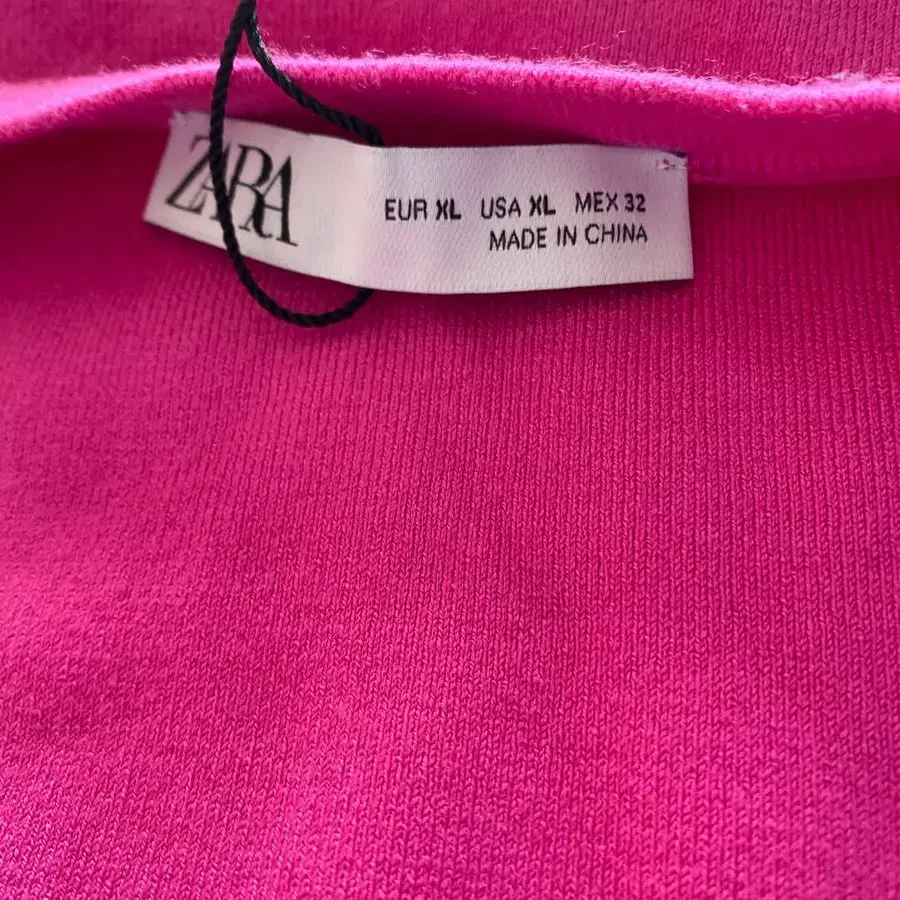 ZARA
EUR XL USA XL MEX 32
MADE IN CHINA